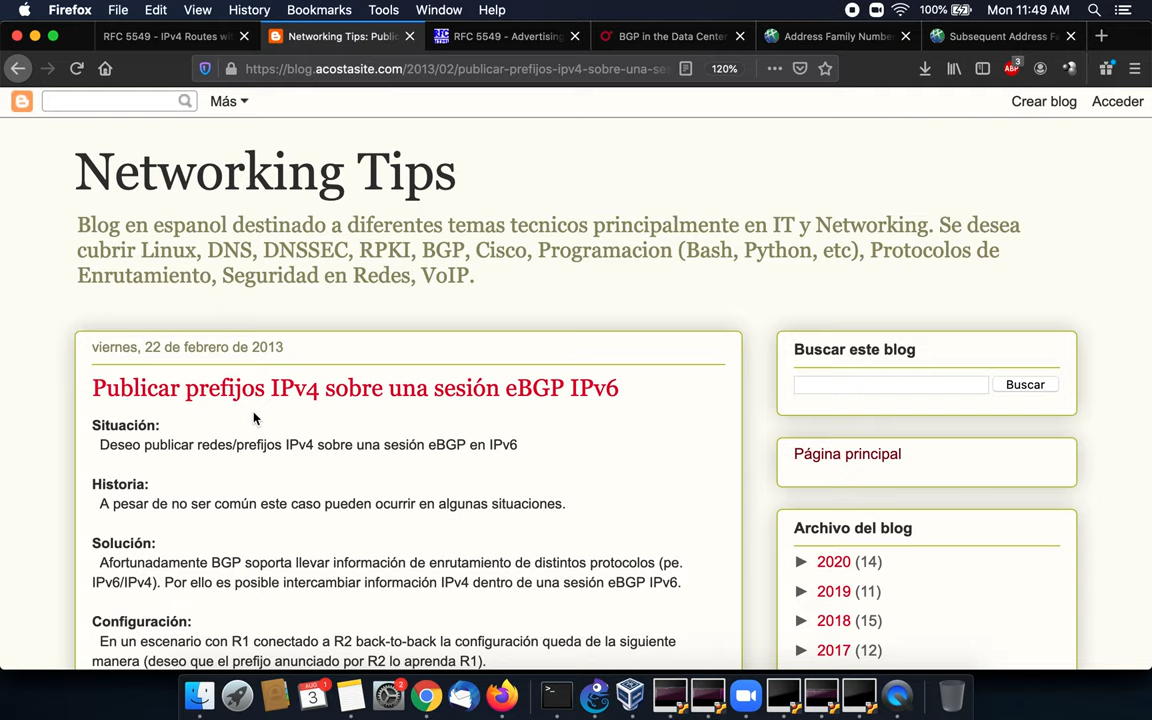 Firefox File Edit View History Bookmarks Tools Window Help 100% Mon 11:49 AM
RFC 5549 - IPv4 Routes wi Networking Tips: Publi RFC 5549 - Advertising BGP in the Data Center Address Family Number Subsequent Address Fa
https://blog.acostasite.com/2013/02/publicar-prefijos-ipv4-sobre-una-se 120% ABP 3
Más Crear blog Acceder
Networking Tips
Blog en espanol destinado a diferentes temas tecnicos principalmente en IT y Networking. Se desea
cubrir Linux, DNS, DNSSEC, RPKI, BGP, Cisco, Programacion (Bash, Python, etc), Protocolos de
Enrutamiento, Seguridad en Redes, VoIP.
viernes, 22 de febrero de 2013
Publicar prefijos IPv4 sobre una sesión eBGP IPv6
Situación:
Deseo publicar redes/prefijos IPv4 sobre una sesión eBGP en IPv6
Historia:
A pesar de no ser común este caso pueden ocurrir en algunas situaciones.
Solución:
Afortunadamente BGP soporta llevar información de enrutamiento de distintos protocolos (pe.
IPv6/IPv4). Por ello es posible intercambiar información IPv4 dentro de una sesión eBGP IPv6.
Configuración:
En un escenario con R1 conectado a R2 back-to-back la configuración queda de la siguiente
manera (deseo que el prefijo anunciado por R2 lo aprenda R1).
Buscar este blog
Buscar
Página principal
Archivo del blog
► 2020 (14)
► 2019 (11)
► 2018 (15)
► 2017 (12)
AUG 3 1 2